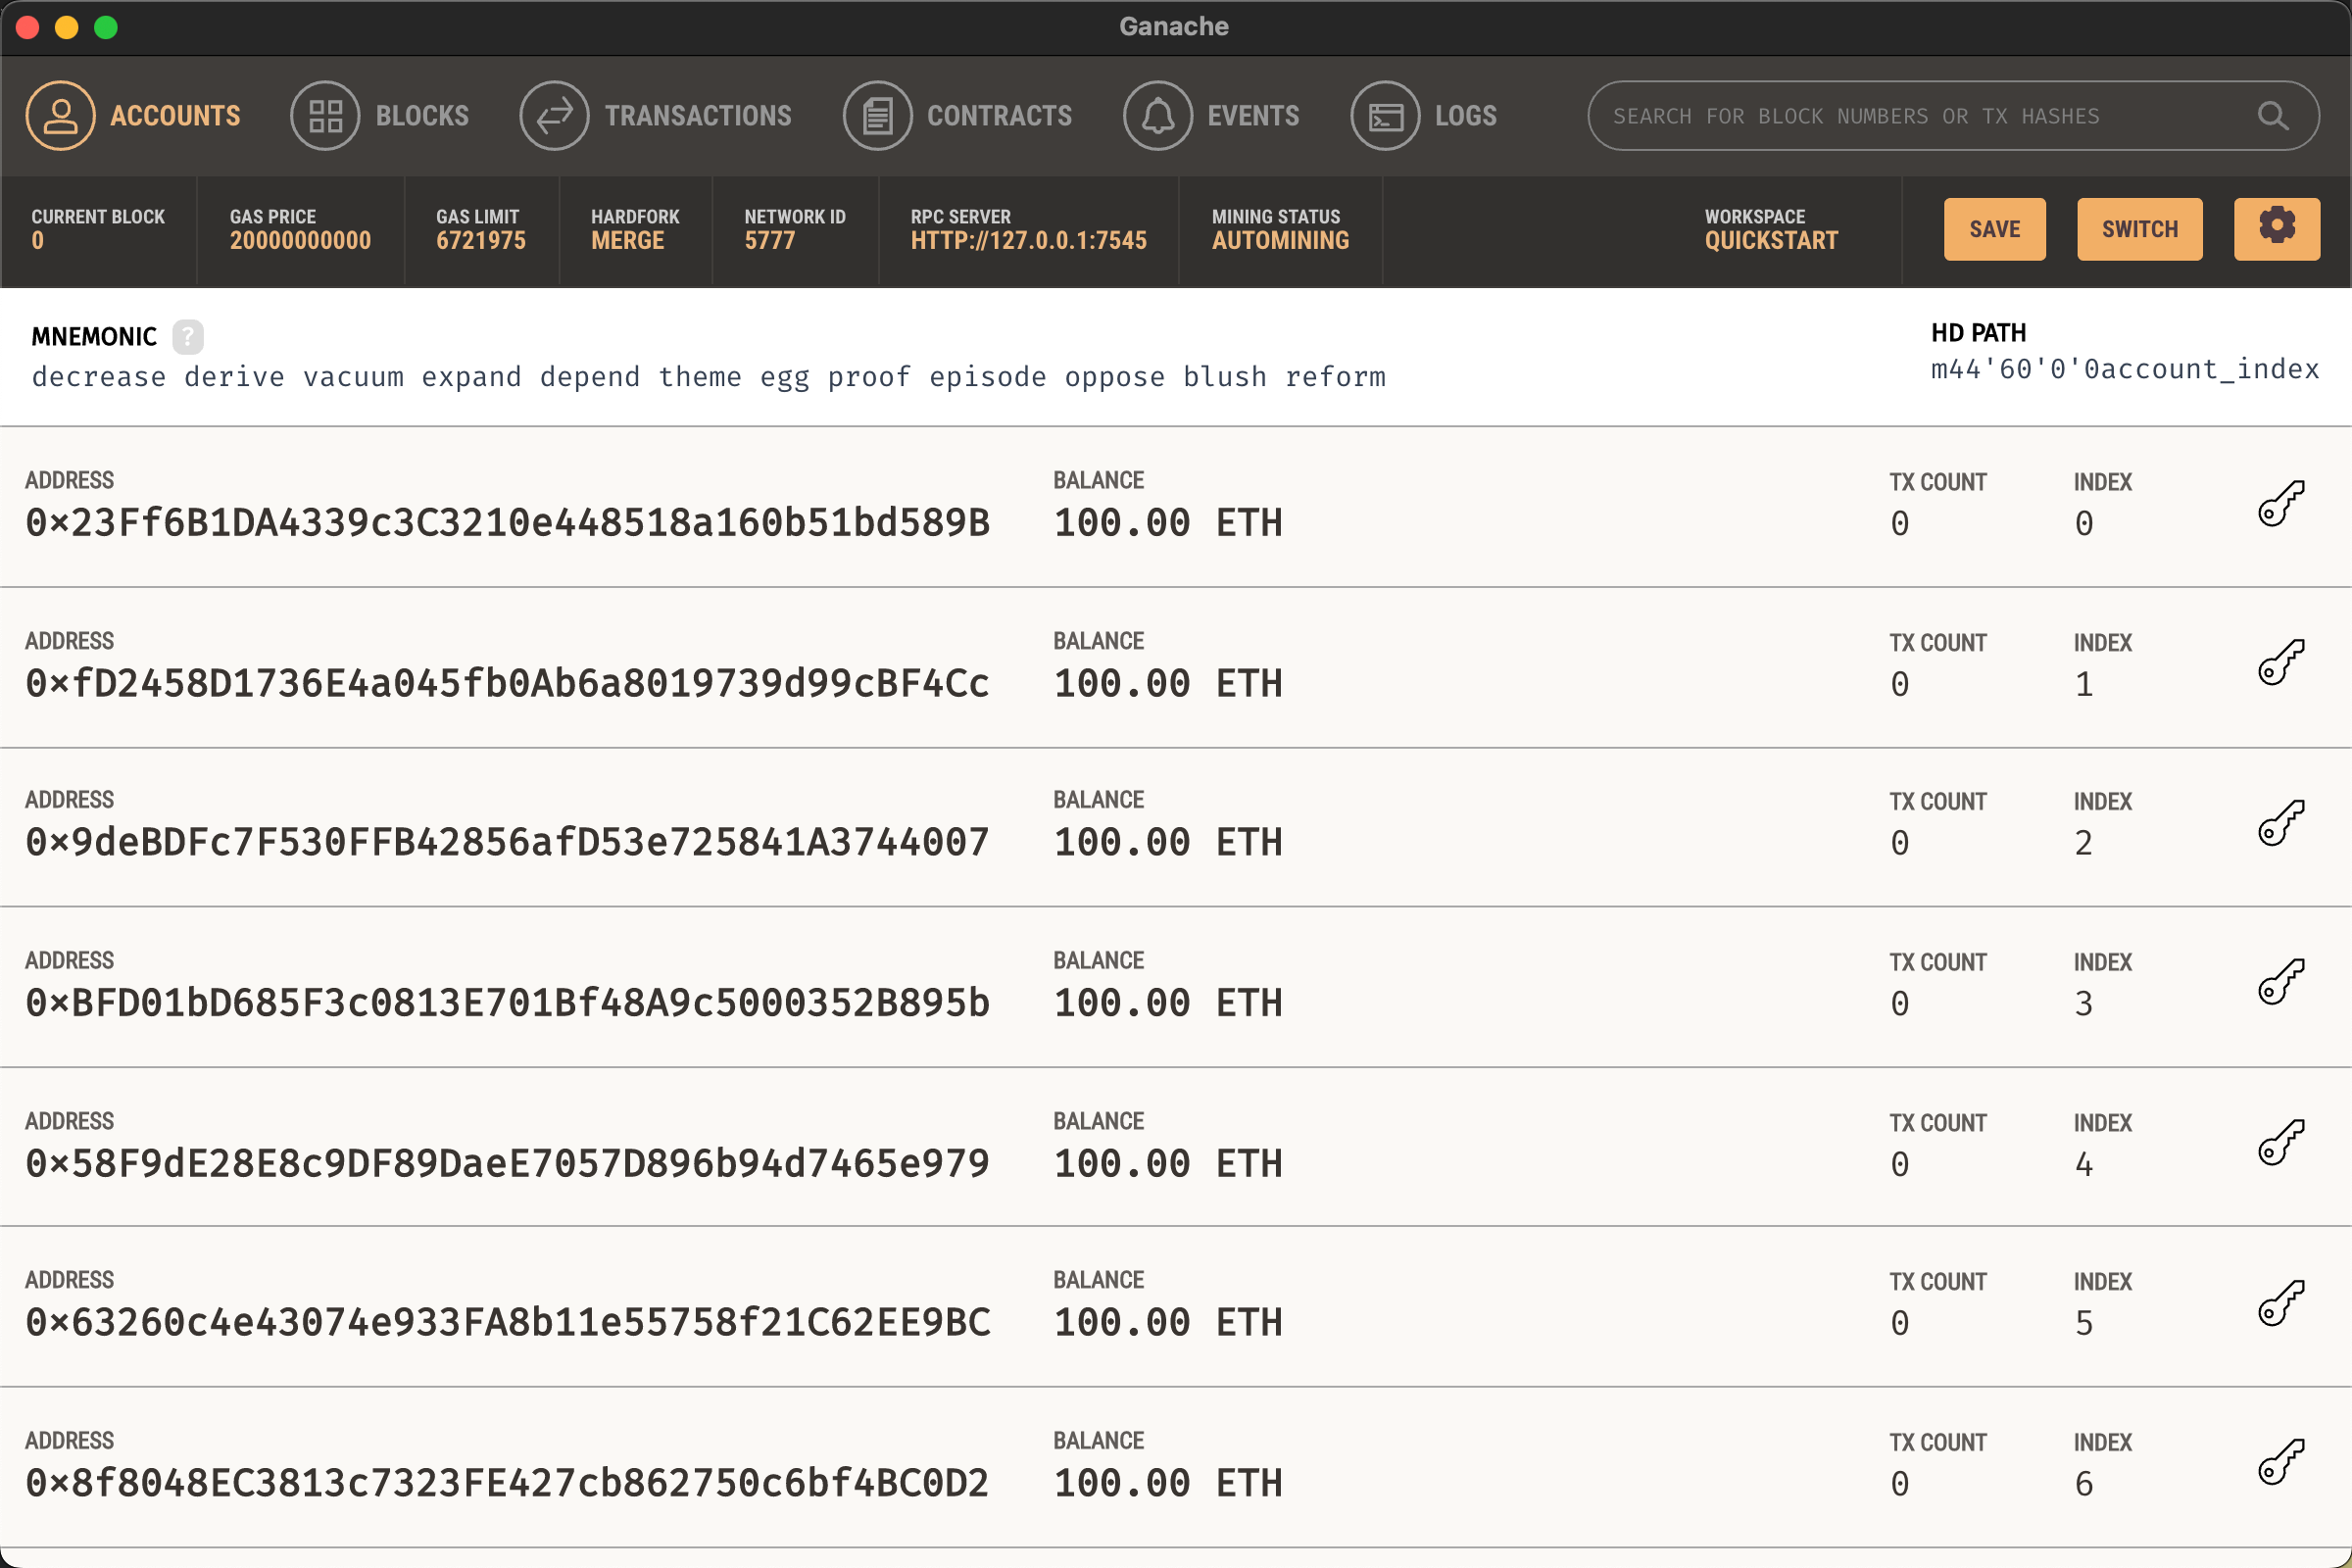 Ganache
ACCOUNTS BLOCKS TRANSACTIONS CONTRACTS EVENTS LOGS SEARCH FOR BLOCK NUMBERS OR TX HASHES
CURRENT BLOCK GAS PRICE GAS LIMIT HARDFORK NETWORK ID RPC SERVER MINING STATUS WORKSPACE
0 20000000000 6721975 MERGE 5777 HTTP://127.0.0.1:7545 AUTOMINING QUICKSTART SAVE SWITCH
MNEMONIC ? HD PATH
decrease derive vacuum expand depend theme egg proof episode oppose blush reform m44'60'0'0account_index
ADDRESS BALANCE TX COUNT INDEX
0×23Ff6B1DA4339c3C3210e448518a160b51bd589B 100.00 ETH 0 0
ADDRESS BALANCE TX COUNT INDEX
0×fD2458D1736E4a045fb0Ab6a8019739d99cBF4Cc 100.00 ETH 0 1
ADDRESS BALANCE TX COUNT INDEX
0×9deBDFc7F530FFB42856afD53e725841A3744007 100.00 ETH 0 2
ADDRESS BALANCE TX COUNT INDEX
0×BFD01bD685F3c0813E701Bf48A9c5000352B895b 100.00 ETH 0 3
ADDRESS BALANCE TX COUNT INDEX
0×58F9dE28E8c9DF89DaeE7057D896b94d7465e979 100.00 ETH 0 4
ADDRESS BALANCE TX COUNT INDEX
0×63260c4e43074e933FA8b11e55758f21C62EE9BC 100.00 ETH 0 5
ADDRESS BALANCE TX COUNT INDEX
0×8f8048EC3813c7323FE427cb862750c6bf4BC0D2 100.00 ETH 0 6